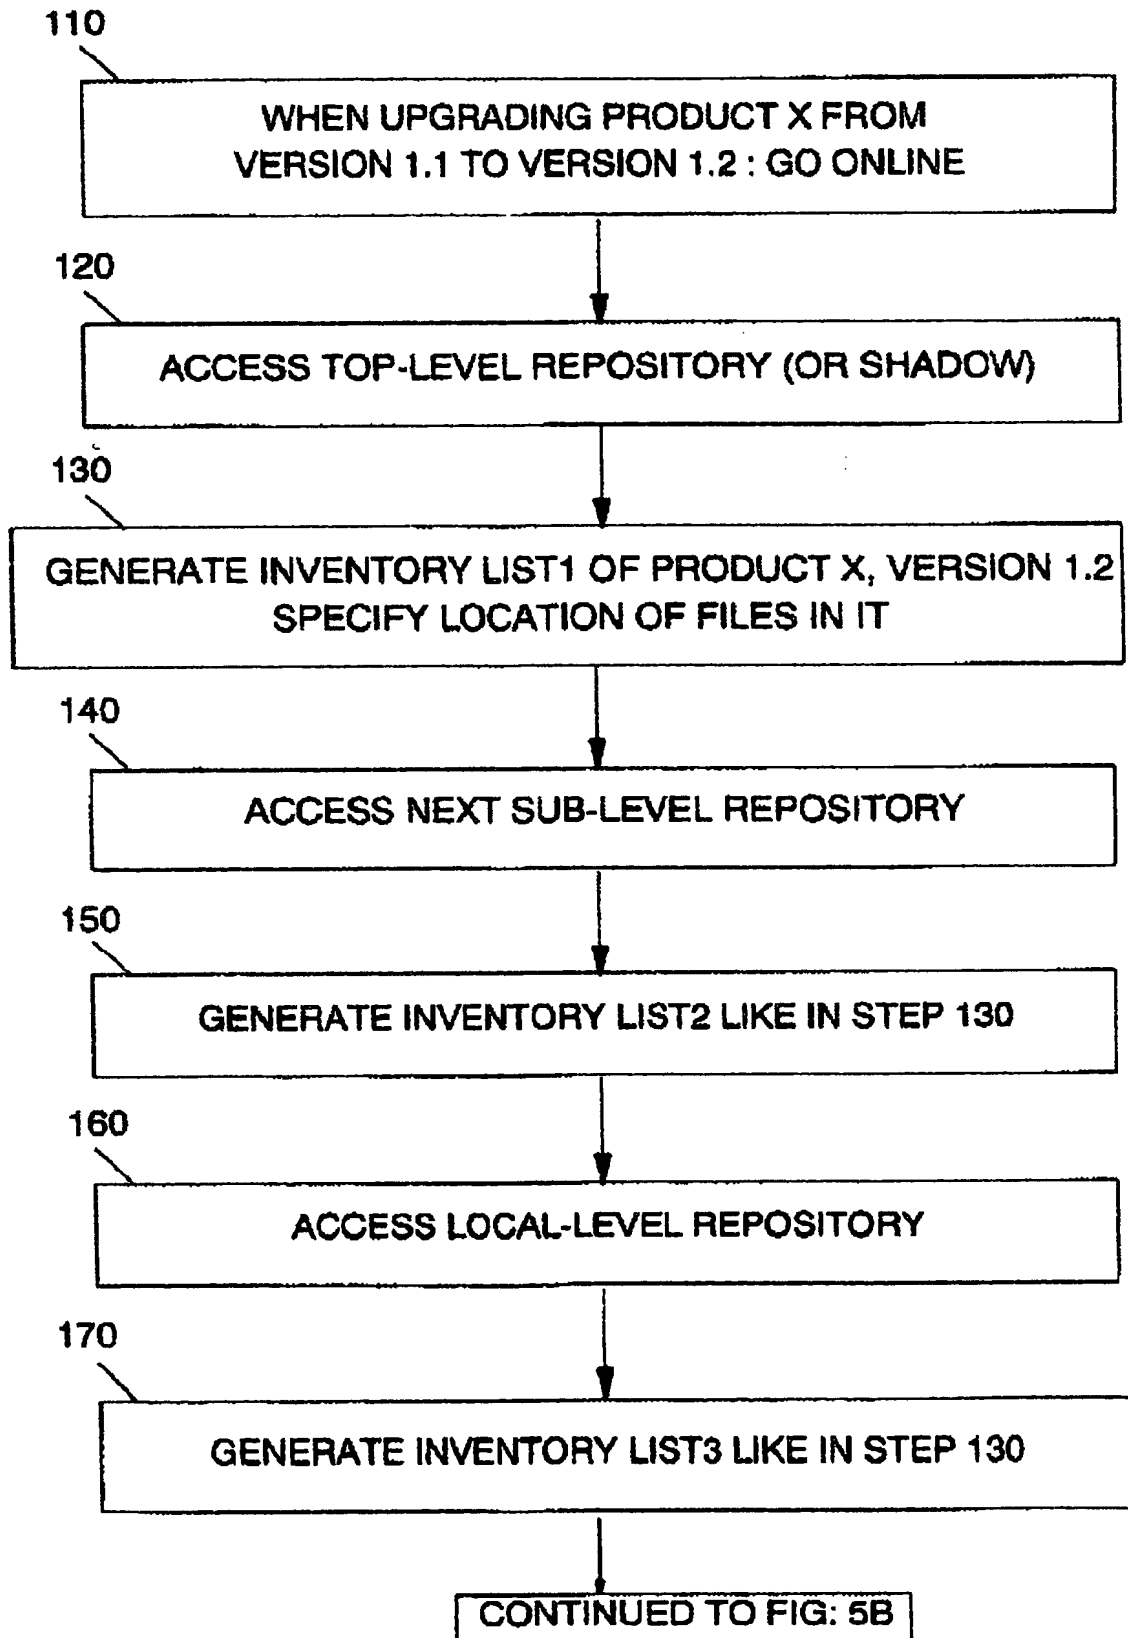 110
WHEN UPGRADING PRODUCT X FROM
VERSION 1.1 TO VERSION 1.2 : GO ONLINE
120
ACCESS TOP-LEVEL REPOSITORY (OR SHADOW)
130
GENERATE INVENTORY LIST1 OF PRODUCT X, VERSION 1.2
SPECIFY LOCATION OF FILES IN IT
140
ACCESS NEXT SUB-LEVEL REPOSITORY
150
GENERATE INVENTORY LIST2 LIKE IN STEP 130
160
ACCESS LOCAL-LEVEL REPOSITORY
170
GENERATE INVENTORY LIST3 LIKE IN STEP 130
CONTINUED TO FIG: 5B